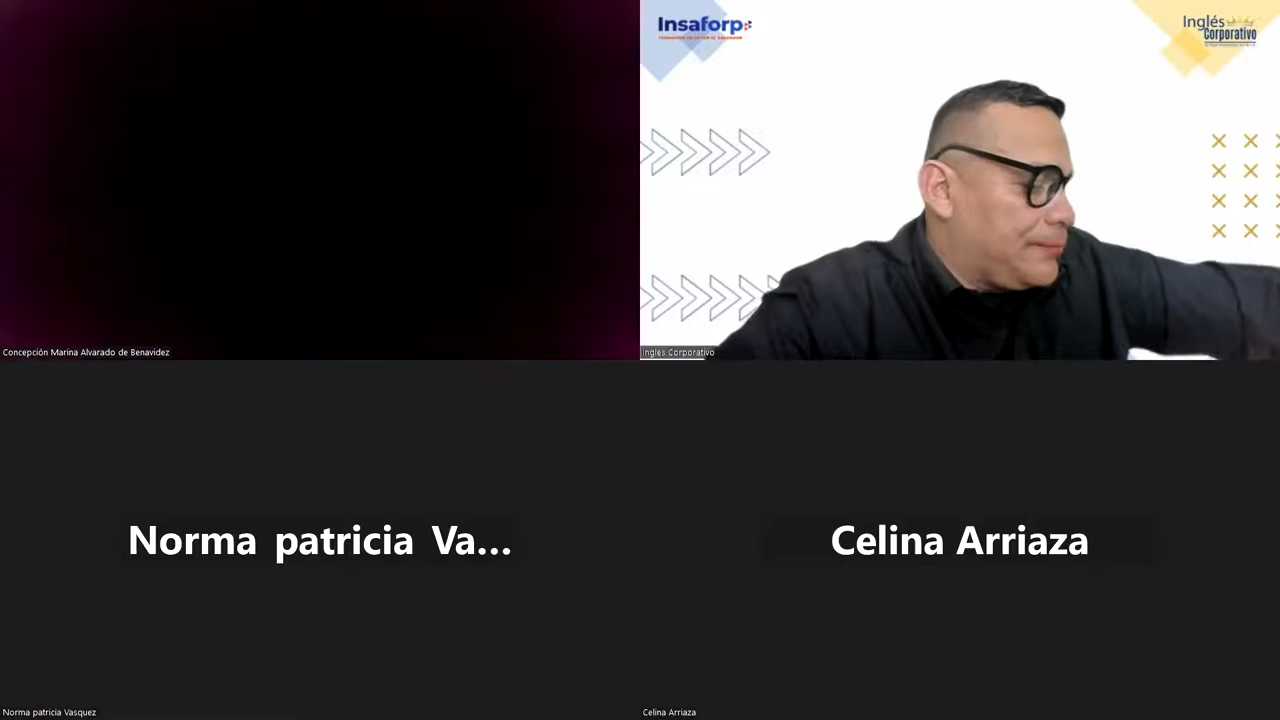 Insaforp
Inglés
Corporativo
Concepción Marina Alvarado de Benavidez
Ingles Corporativo
Norma patricia Va...
Celina Arriaza
Norma patricia Vasquez
Celina Arriaza